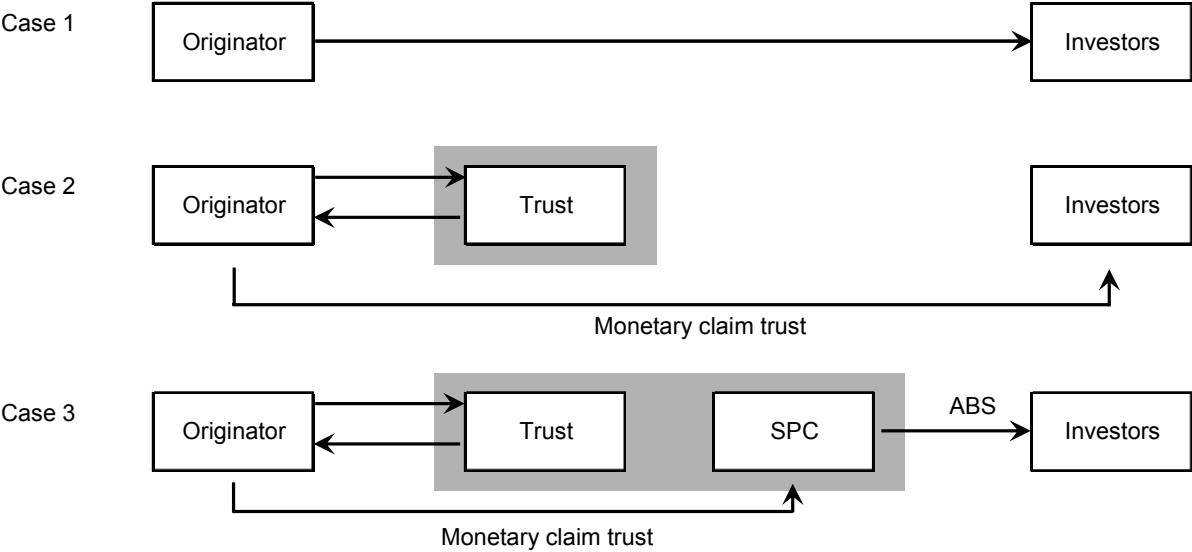 Case 1
Originator
Investors
Case 2
Originator
Trust
Investors
Monetary claim trust
Case 3
Originator
Trust
SPC
ABS
Investors
Monetary claim trust